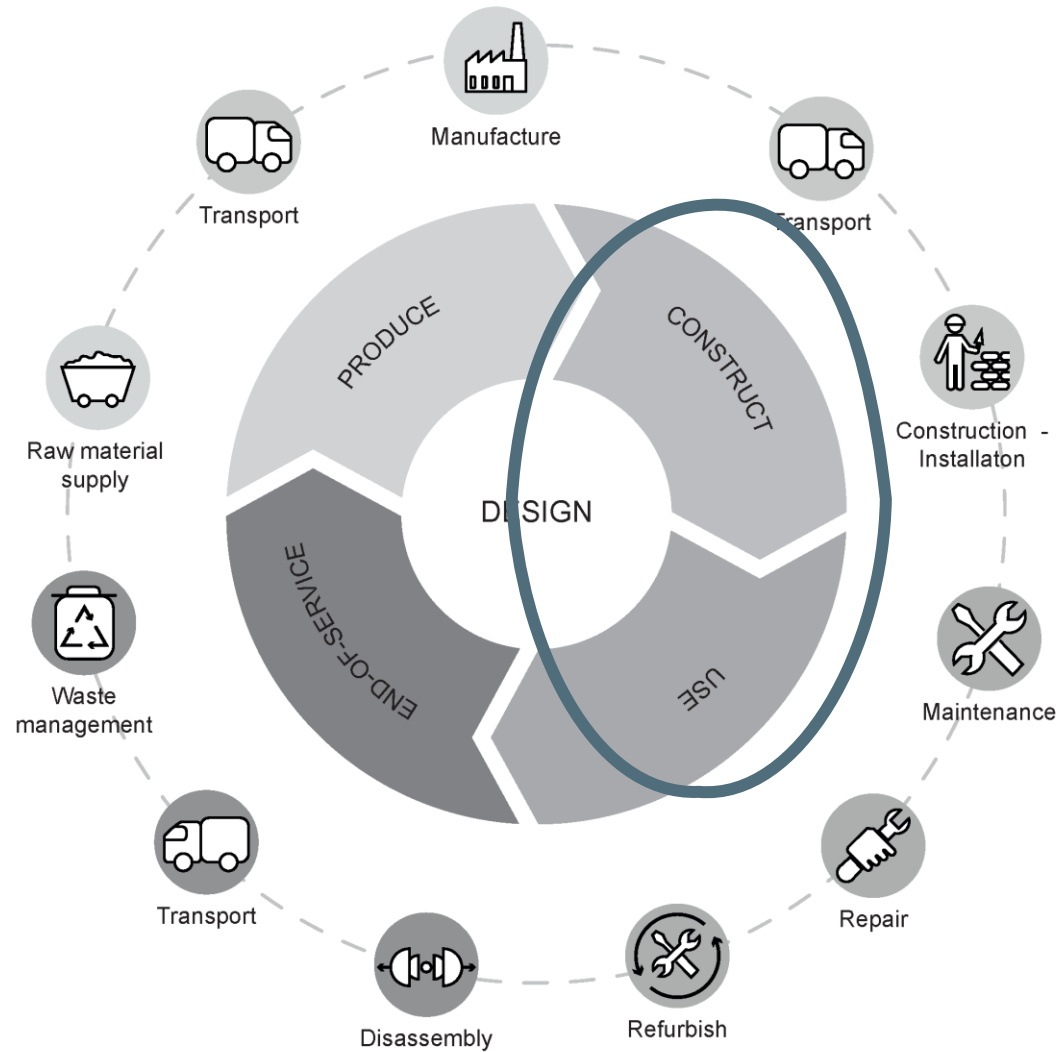 Manufacture
Transport
Transport
PRODUCE
CONSTRUCT
Raw material
supply
Construction -
Installaton
DESIGN
END-OF-SERVICE
USE
Waste
management
Maintenance
Transport
Repair
Disassembly
Refurbish